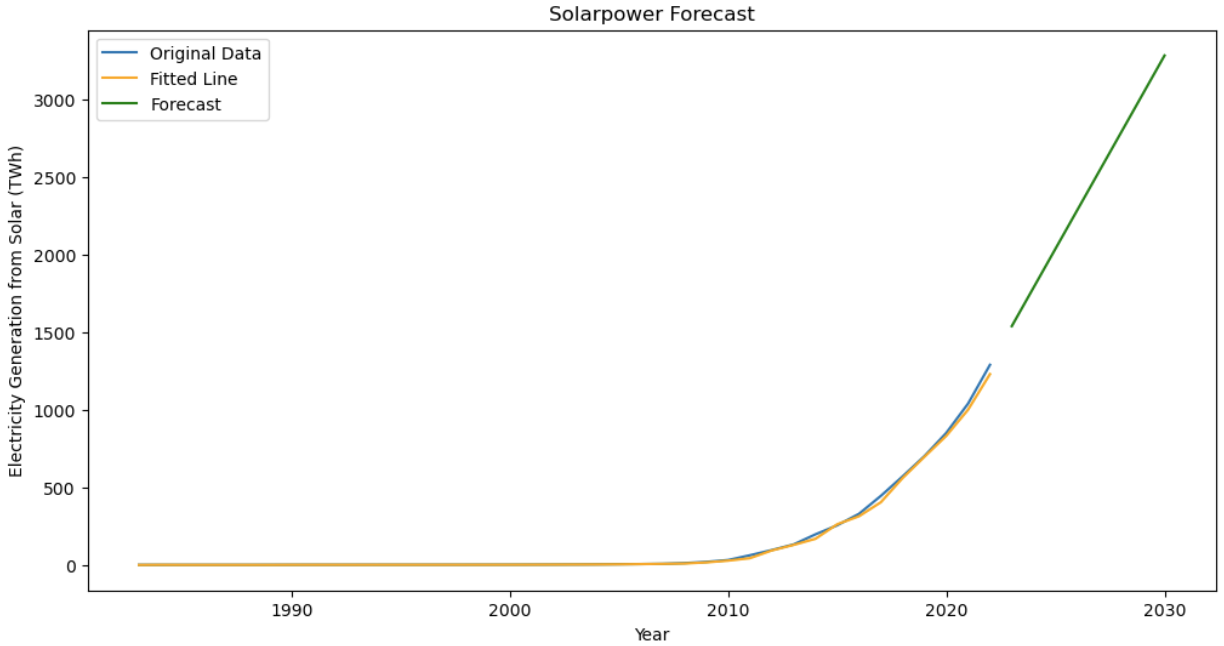 Solarpower Forecast
Original Data
Fitted Line
Forecast
Electricity Generation from Solar (TWh)
3000
2500
2000
1500
1000
500
0
1990
2000
2010
2020
2030
Year